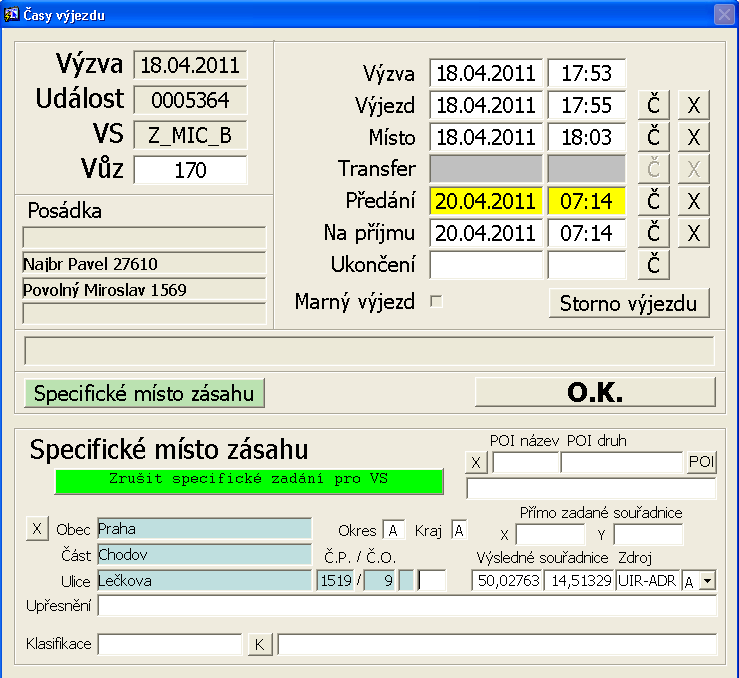 Časy výjezdu
Výzva 18.04.2011
Událost 0005364
VS Z_MIC_B
Vůz 170
Posádka
Najbr Pavel 27610
Povolný Miroslav 1569
Výzva 18.04.2011 17:53
Výjezd 18.04.2011 17:55 Č X
Místo 18.04.2011 18:03 Č X
Transfer Č X
Předání 20.04.2011 07:14 Č X
Na příjmu 20.04.2011 07:14 Č X
Ukončení Č
Marný výjezd Storno výjezdu
Specifické místo zásahu O.K.
Specifické místo zásahu
Zrušit specifické zadání pro VS
POI název POI druh
X POI
Přímo zadané souřadnice
X Obec Praha Okres A Kraj A X Y
Část Chodov Č.P. / Č.O. Výsledné souřadnice Zdroj
Ulice Lečkova 1519 / 9 50,02763 14,51329 UIR-ADR A
Upřesnění
Klasifikace K